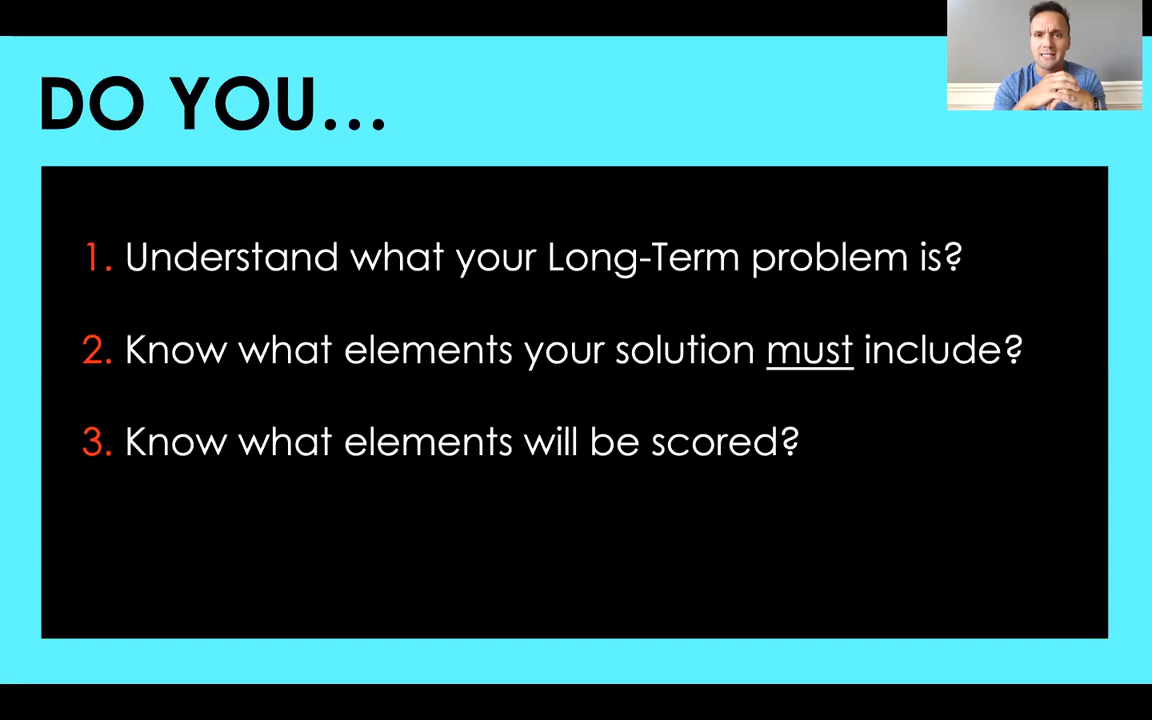 DO YOU...
1. Understand what your Long-Term problem is?
2. Know what elements your solution must include?
3. Know what elements will be scored?